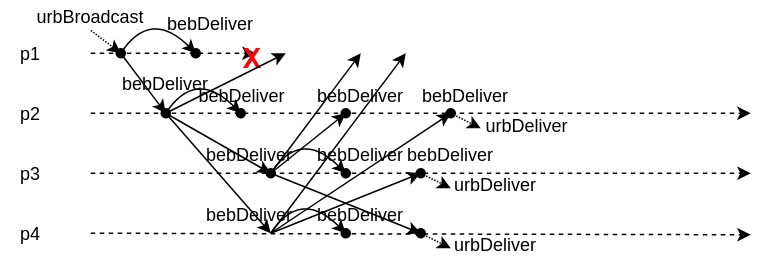 urbBroadcast
bebDeliver
p1
X
bebDeliver
bebDeliver bebDeliver bebDeliver
p2
urbDeliver
bebDeliver bebDeliver bebDeliver
p3
urbDeliver
bebDeliver bebDeliver
p4
urbDeliver